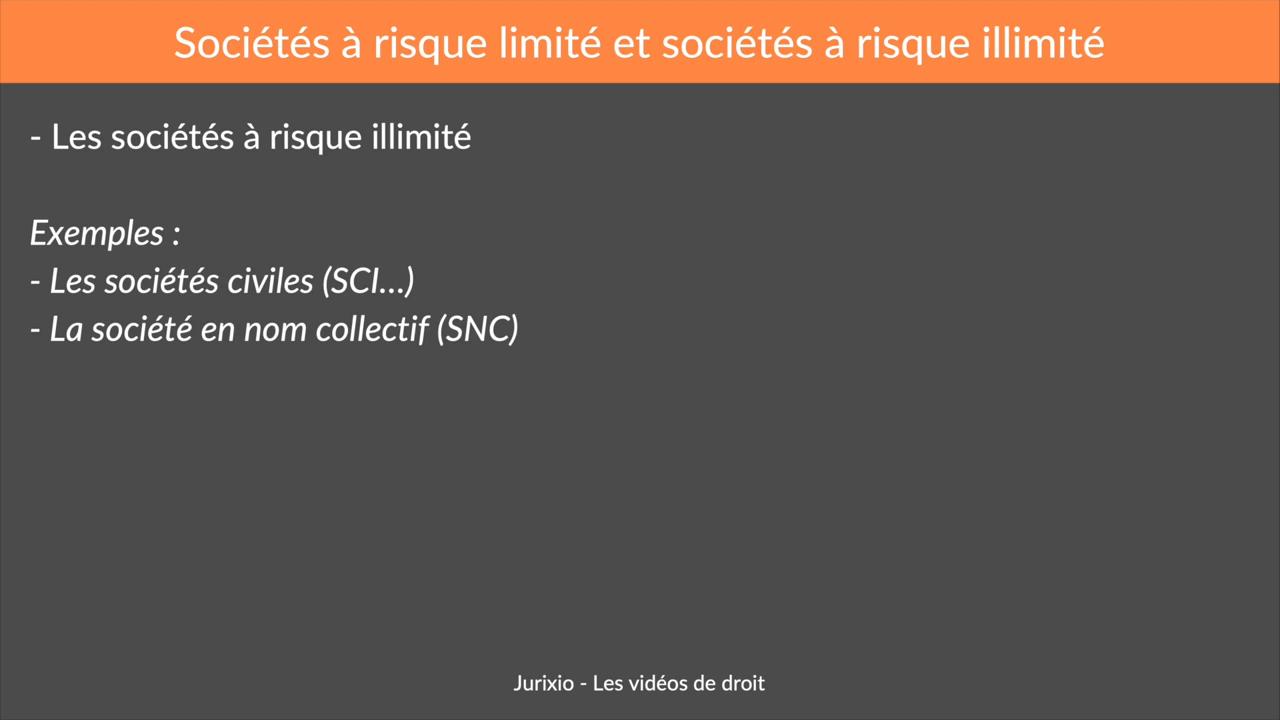 Sociétés à risque limité et sociétés à risque illimité
- Les sociétés à risque illimité
Exemples :
- Les sociétés civiles (SCI...)
- La société en nom collectif (SNC)
Jurixio - Les vidéos de droit